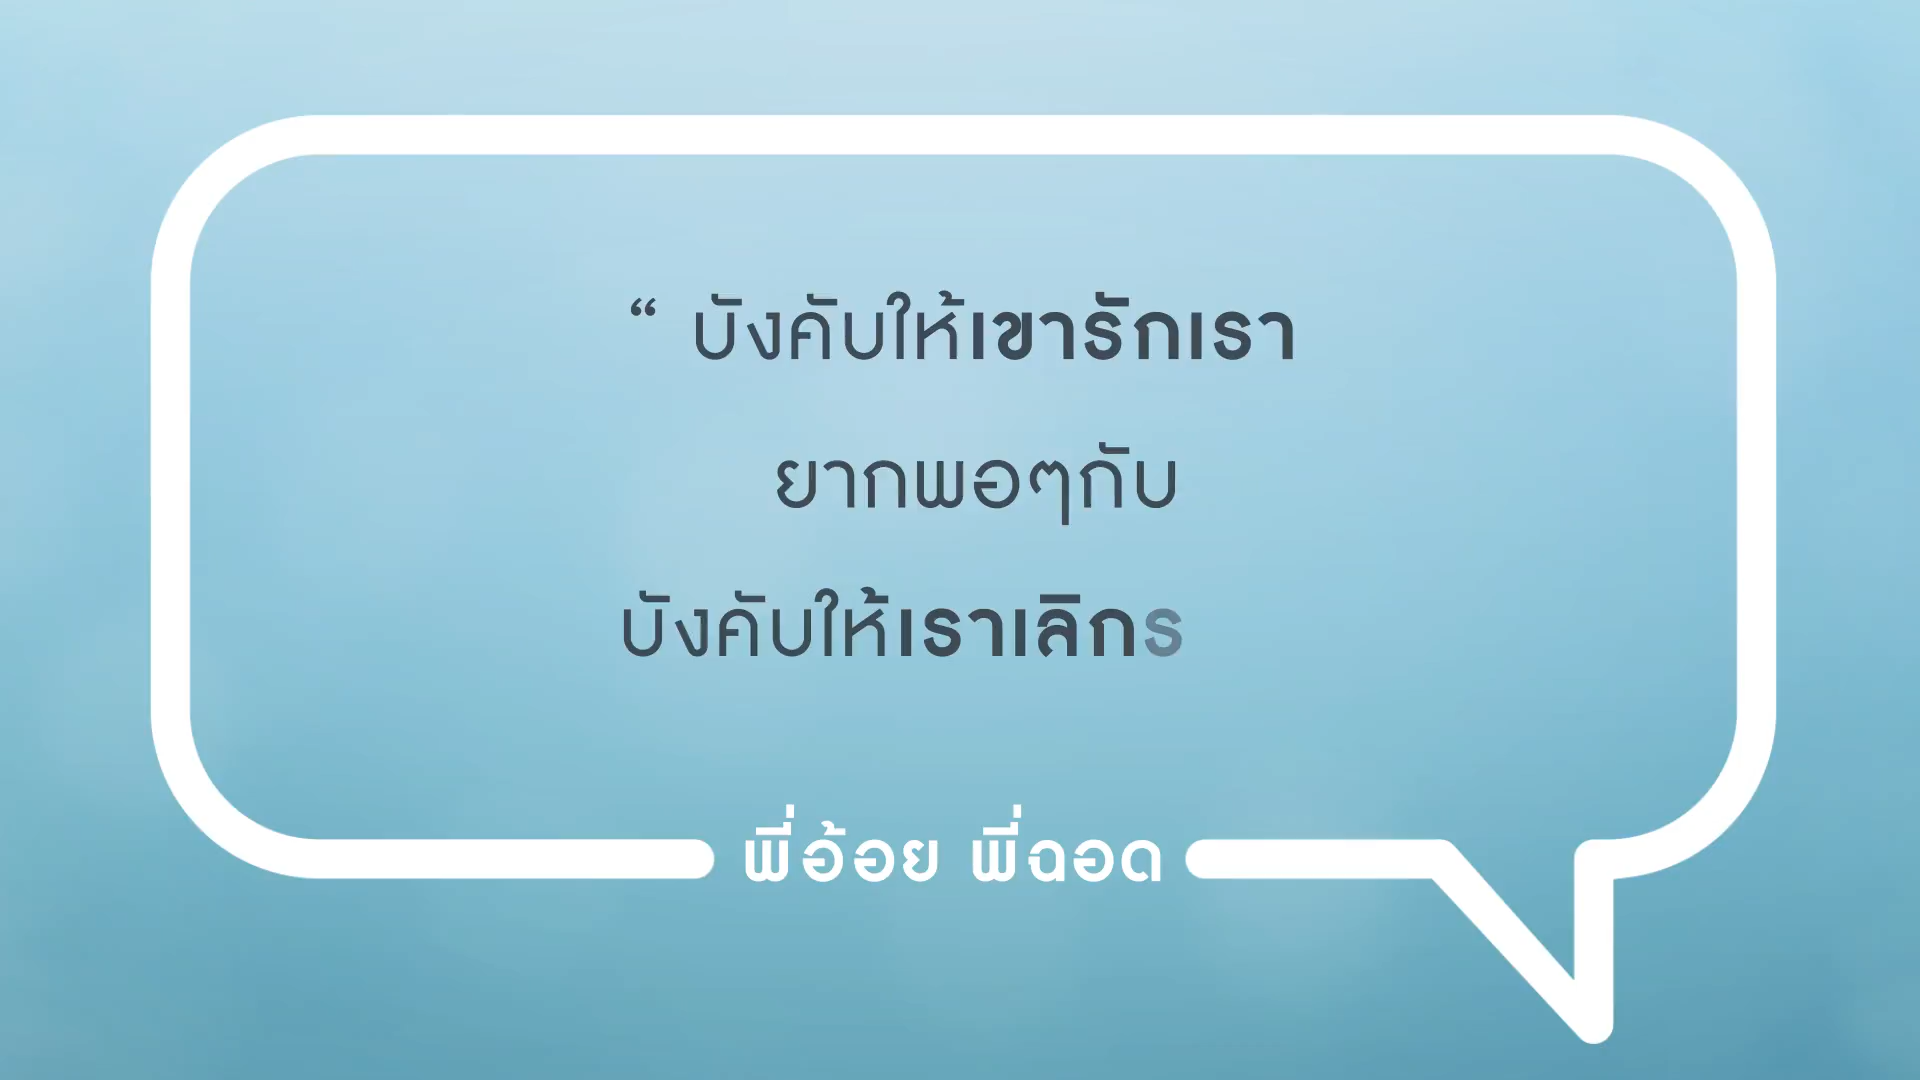 “ บังคับให้เขารักเรา
ยากพอๆกับ
บังคับให้เราเลิกร
พี่อ้อย พี่ฉอด